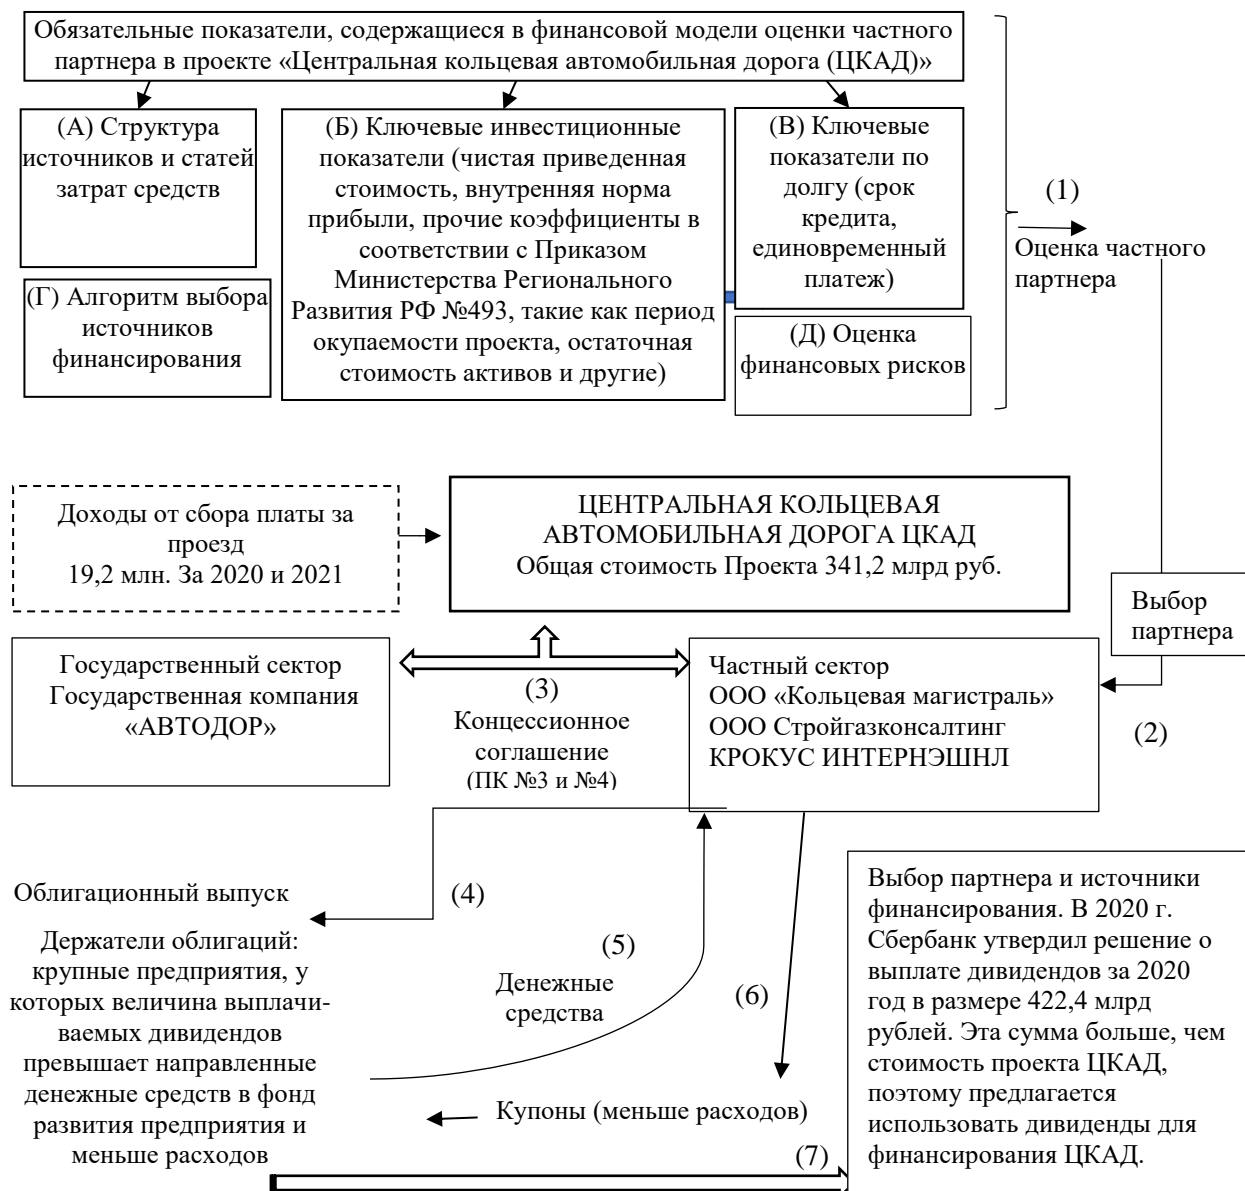 Обязательные показатели, содержащиеся в финансовой модели оценки частного
партнера в проекте «Центральная кольцевая автомобильная дорога (ЦКАД)»
(А) Структура
источников и статей
затрат средств
(Б) Ключевые инвестиционные
показатели (чистая приведенная
стоимость, внутренняя норма
прибыли, прочие коэффициенты в
соответствии с Приказом
Министерства Регионального
Развития РФ №493, такие как период
окупаемости проекта, остаточная
стоимость активов и другие)
(В) Ключевые
показатели по
долгу (срок
кредита,
единовременный
платеж)
(1)
Оценка частного
партнера
(Г) Алгоритм выбора
источников
финансирования
(Д) Оценка
финансовых рисков
Доходы от сбора платы за
проезд
19,2 млн. За 2020 и 2021
ЦЕНТРАЛЬНАЯ КОЛЬЦЕВАЯ
АВТОМОБИЛЬНАЯ ДОРОГА ЦКАД
Общая стоимость Проекта 341,2 млрд руб.
Выбор
партнера
Государственный сектор
Государственная компания
«АВТОДОР»
(3)
Концессионное
соглашение
(ПК №3 и №4)
Частный сектор
ООО «Кольцевая магистраль»
ООО Стройгазконсалтинг
КРОКУС ИНТЕРНЭШНЛ
(2)
Облигационный выпуск
(4)
Держатели облигаций:
крупные предприятия, у
которых величина выплачи-
ваемых дивидендов
превышает направленные
денежные средств в фонд
развития предприятия и
меньше расходов
(5)
Денежные
средства
(6)
Купоны (меньше расходов)
(7)
Выбор партнера и источники
финансирования. В 2020 г.
Сбербанк утвердил решение о
выплате дивидендов за 2020
год в размере 422,4 млрд
рублей. Эта сумма больше, чем
стоимость проекта ЦКАД,
поэтому предлагается
использовать дивиденды для
финансирования ЦКАД.